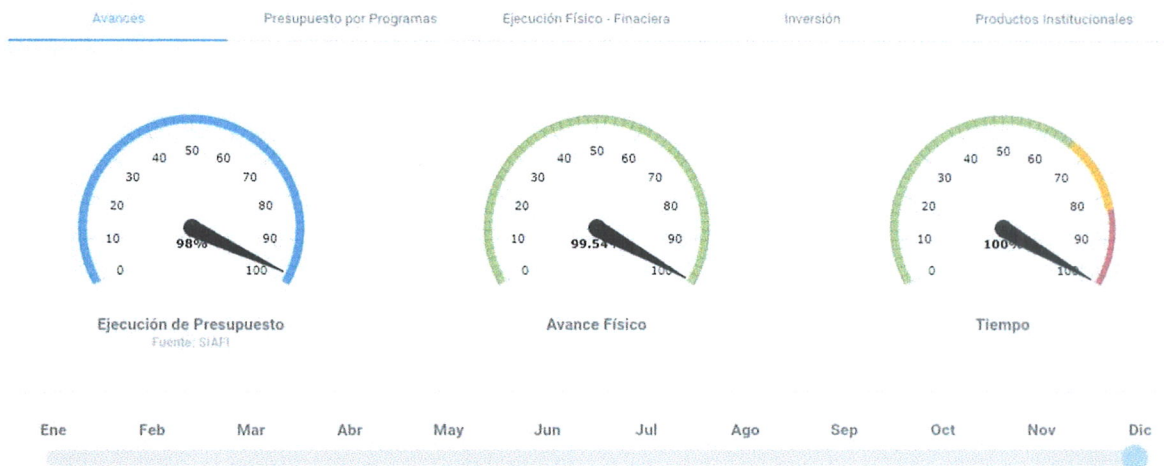 Avances Presupuesto por Programas Ejecución Físico - Finaciera Inversión Productos Institucionales
50 50 50
40 60 40 60 40 60
30 70 30 70 30 70
20 80 20 80 20 80
10 98% 90 10 99.54% 90 10 100% 90
0 100 0 100 0 100
Ejecución de Presupuesto Avance Físico Tiempo
Fuente: SIAFI
Ene Feb Mar Abr May Jun Jul Ago Sep Oct Nov Dic